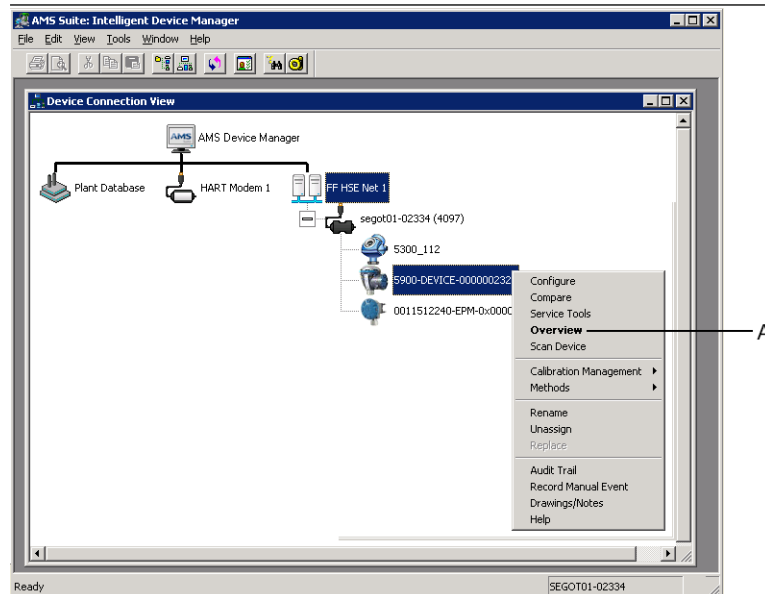 AMS Suite: Intelligent Device Manager
File Edit View Tools Window Help
Device Connection View
AMS AMS Device Manager
Plant Database HART Modem 1 FF HSE Net 1
segot01-02334 (4097)
5300_112
5900-DEVICE-000000232
0011512240-EPM-0x0000
Configure
Compare
Service Tools
Overview A
Scan Device
Calibration Management
Methods
Rename
Unassign
Replace
Audit Trail
Record Manual Event
Drawings/Notes
Help
Ready SEGOT01-02334